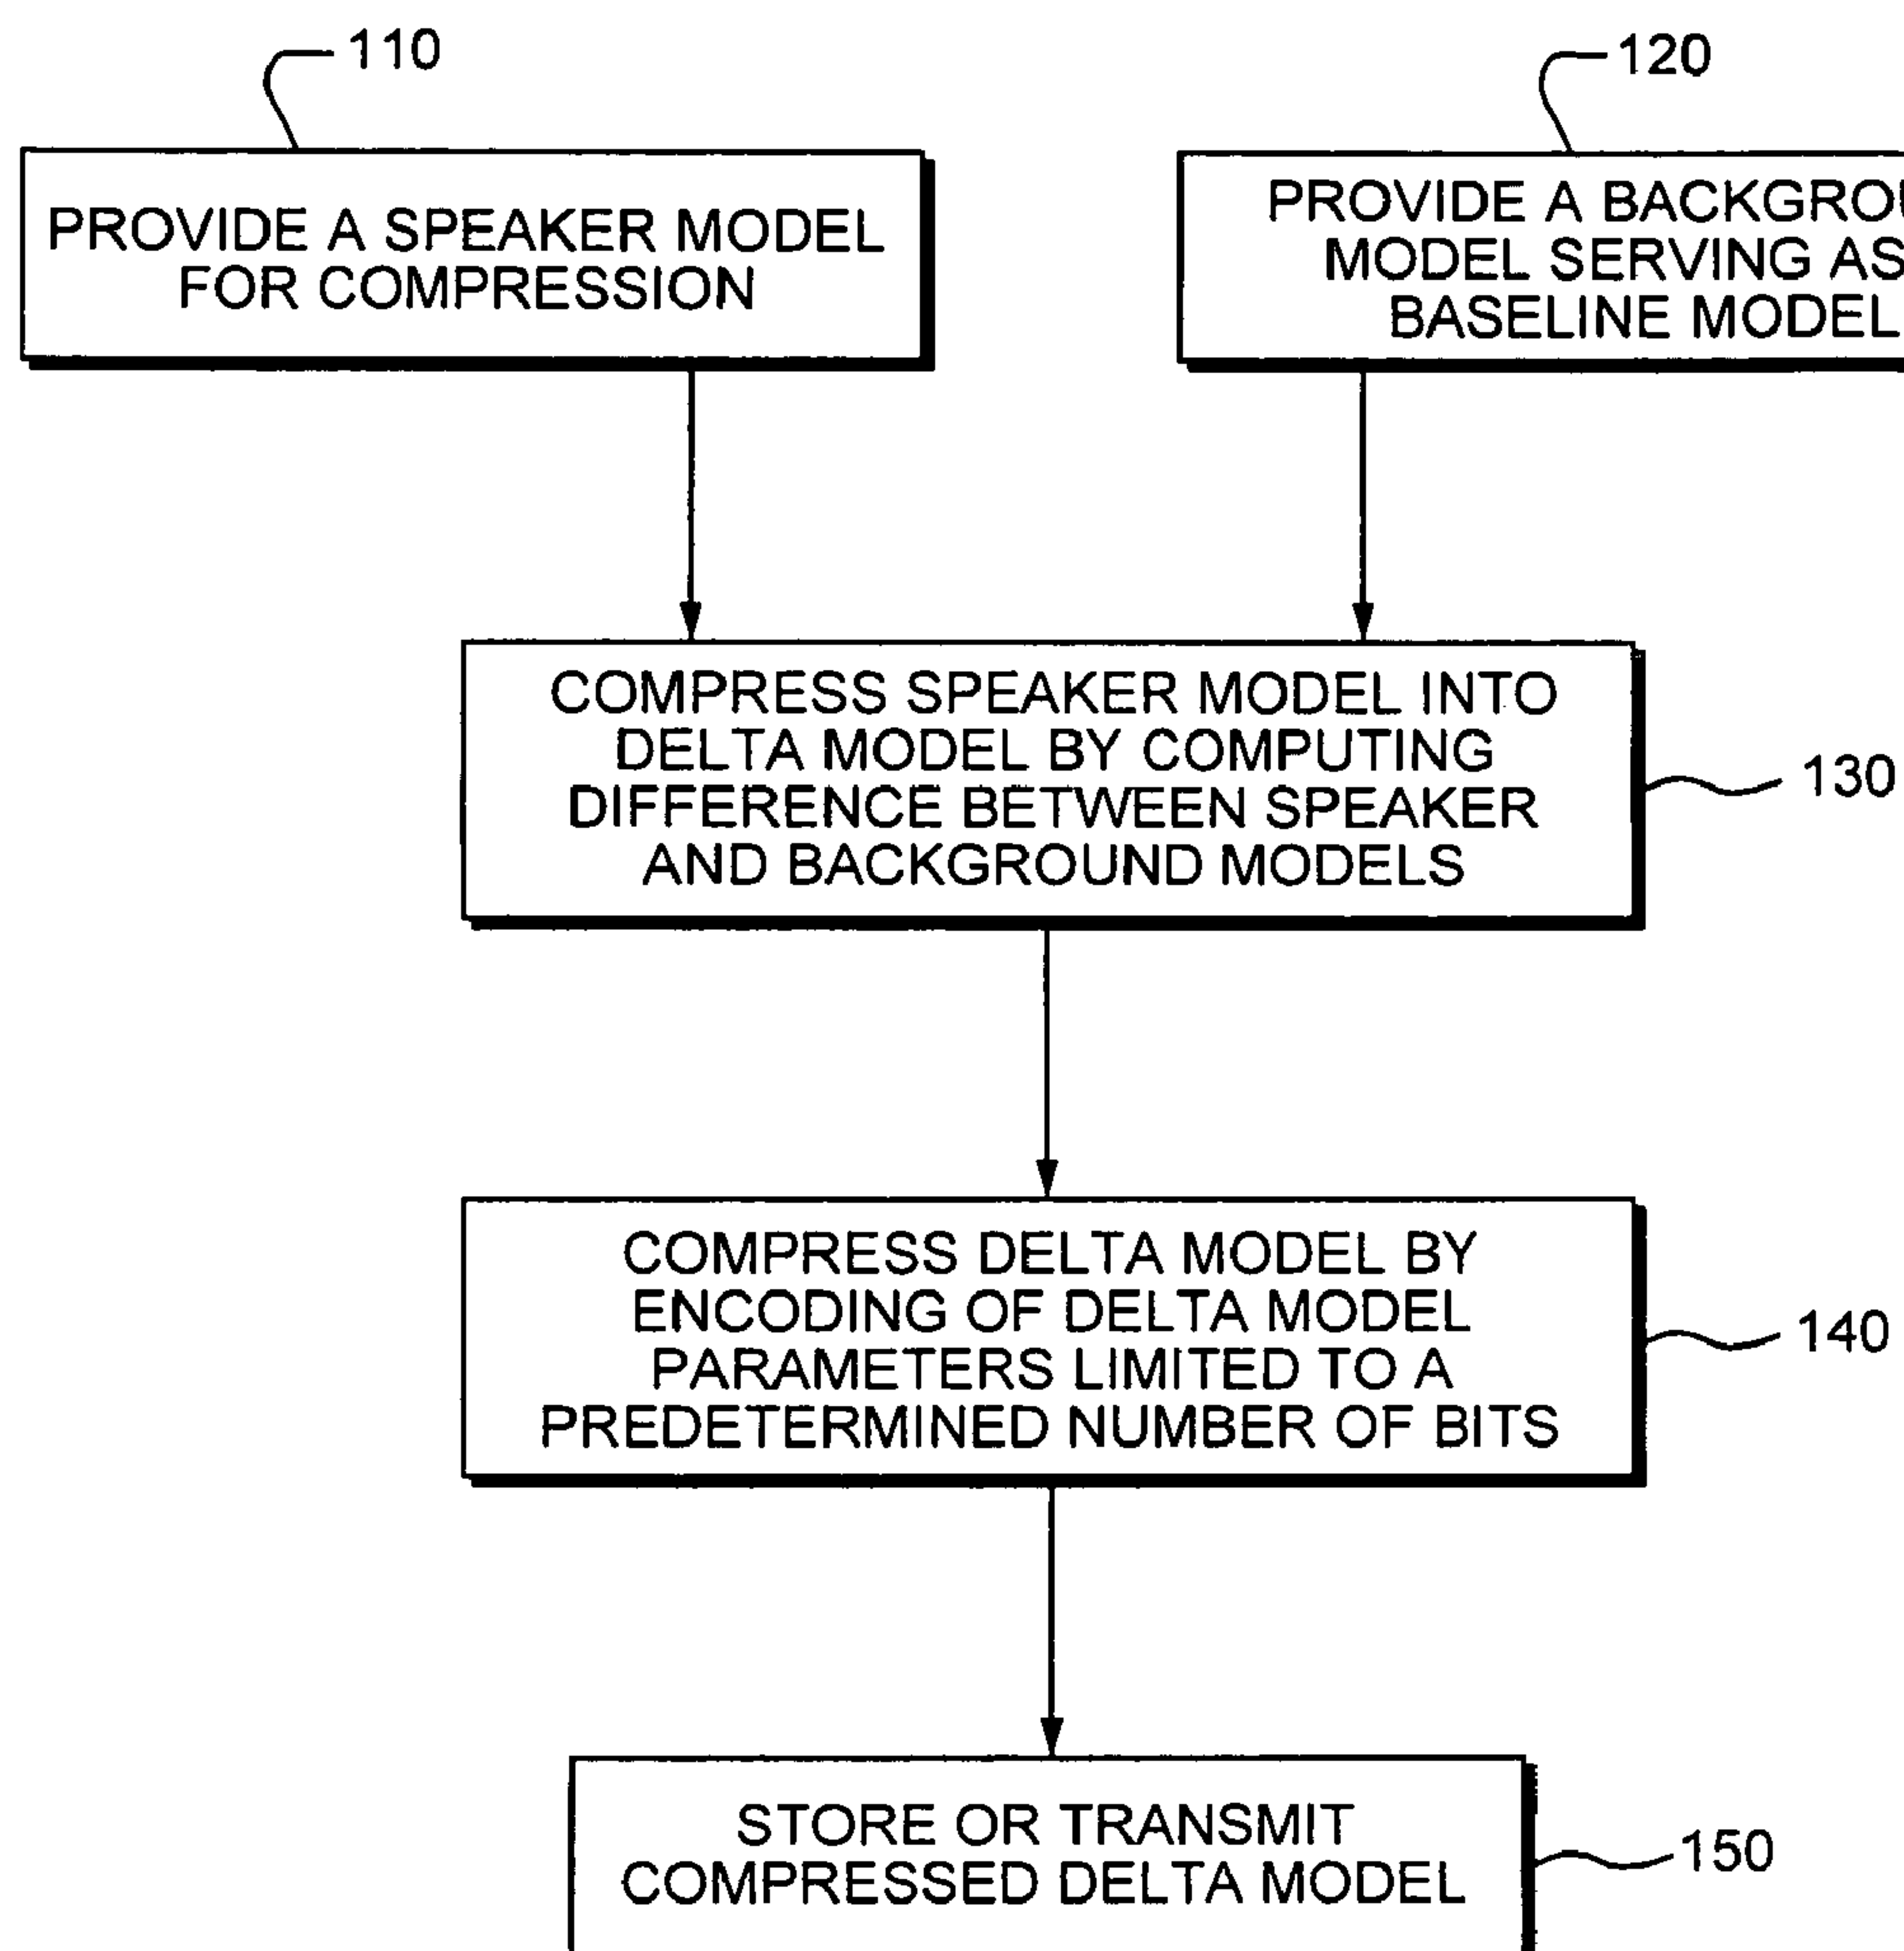 110
120
PROVIDE A SPEAKER MODEL
FOR COMPRESSION
PROVIDE A
MODEL SERVING AS
BASELINE MODEL
COMPRESS SPEAKER MODEL INTO
DELTA MODEL BY COMPUTING
DIFFERENCE BETWEEN SPEAKER
AND BACKGROUND MODELS
130
COMPRESS DELTA MODEL BY
ENCODING OF DELTA MODEL
PARAMETERS LIMITED TO A
PREDETERMINED NUMBER OF BITS
140
STORE OR TRANSMIT
COMPRESSED DELTA MODEL
150